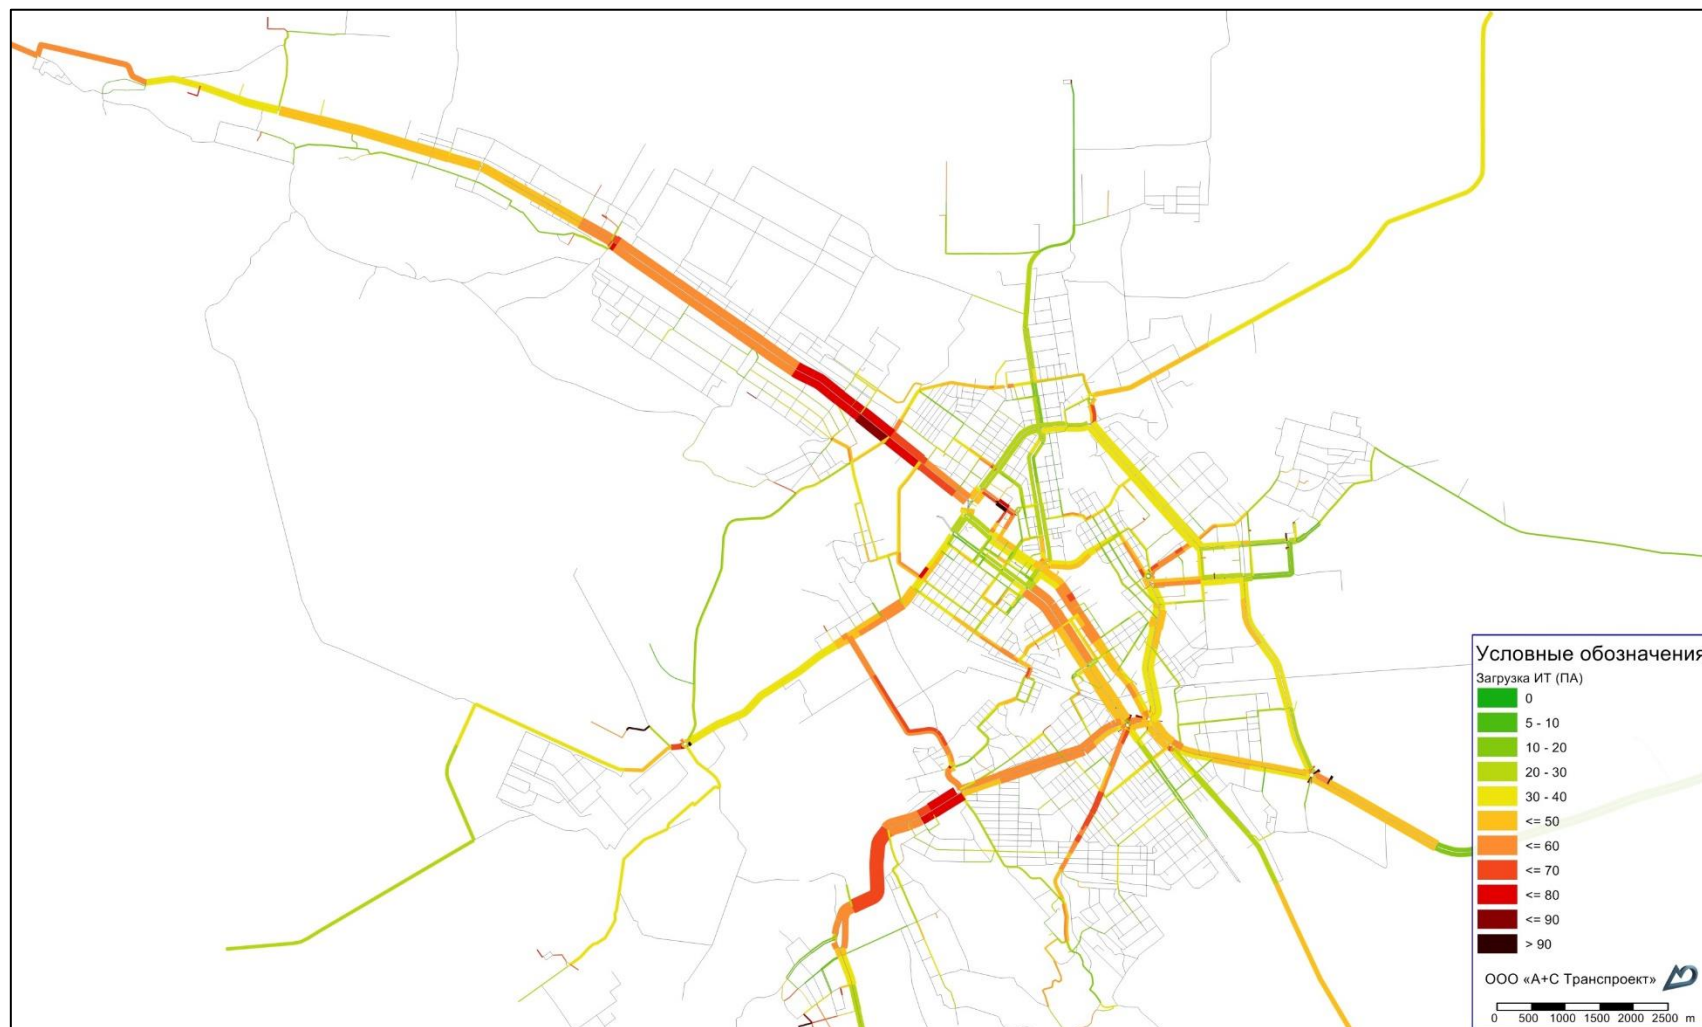 Условные обозначения
Загрузка ИТ (ПА)
0
5 - 10
10 - 20
20 - 30
30 - 40
<= 50
<= 60
<= 70
<= 80
<= 90
> 90
ООО «А+С Транспроект»
0 500 1000 1500 2000 2500 m